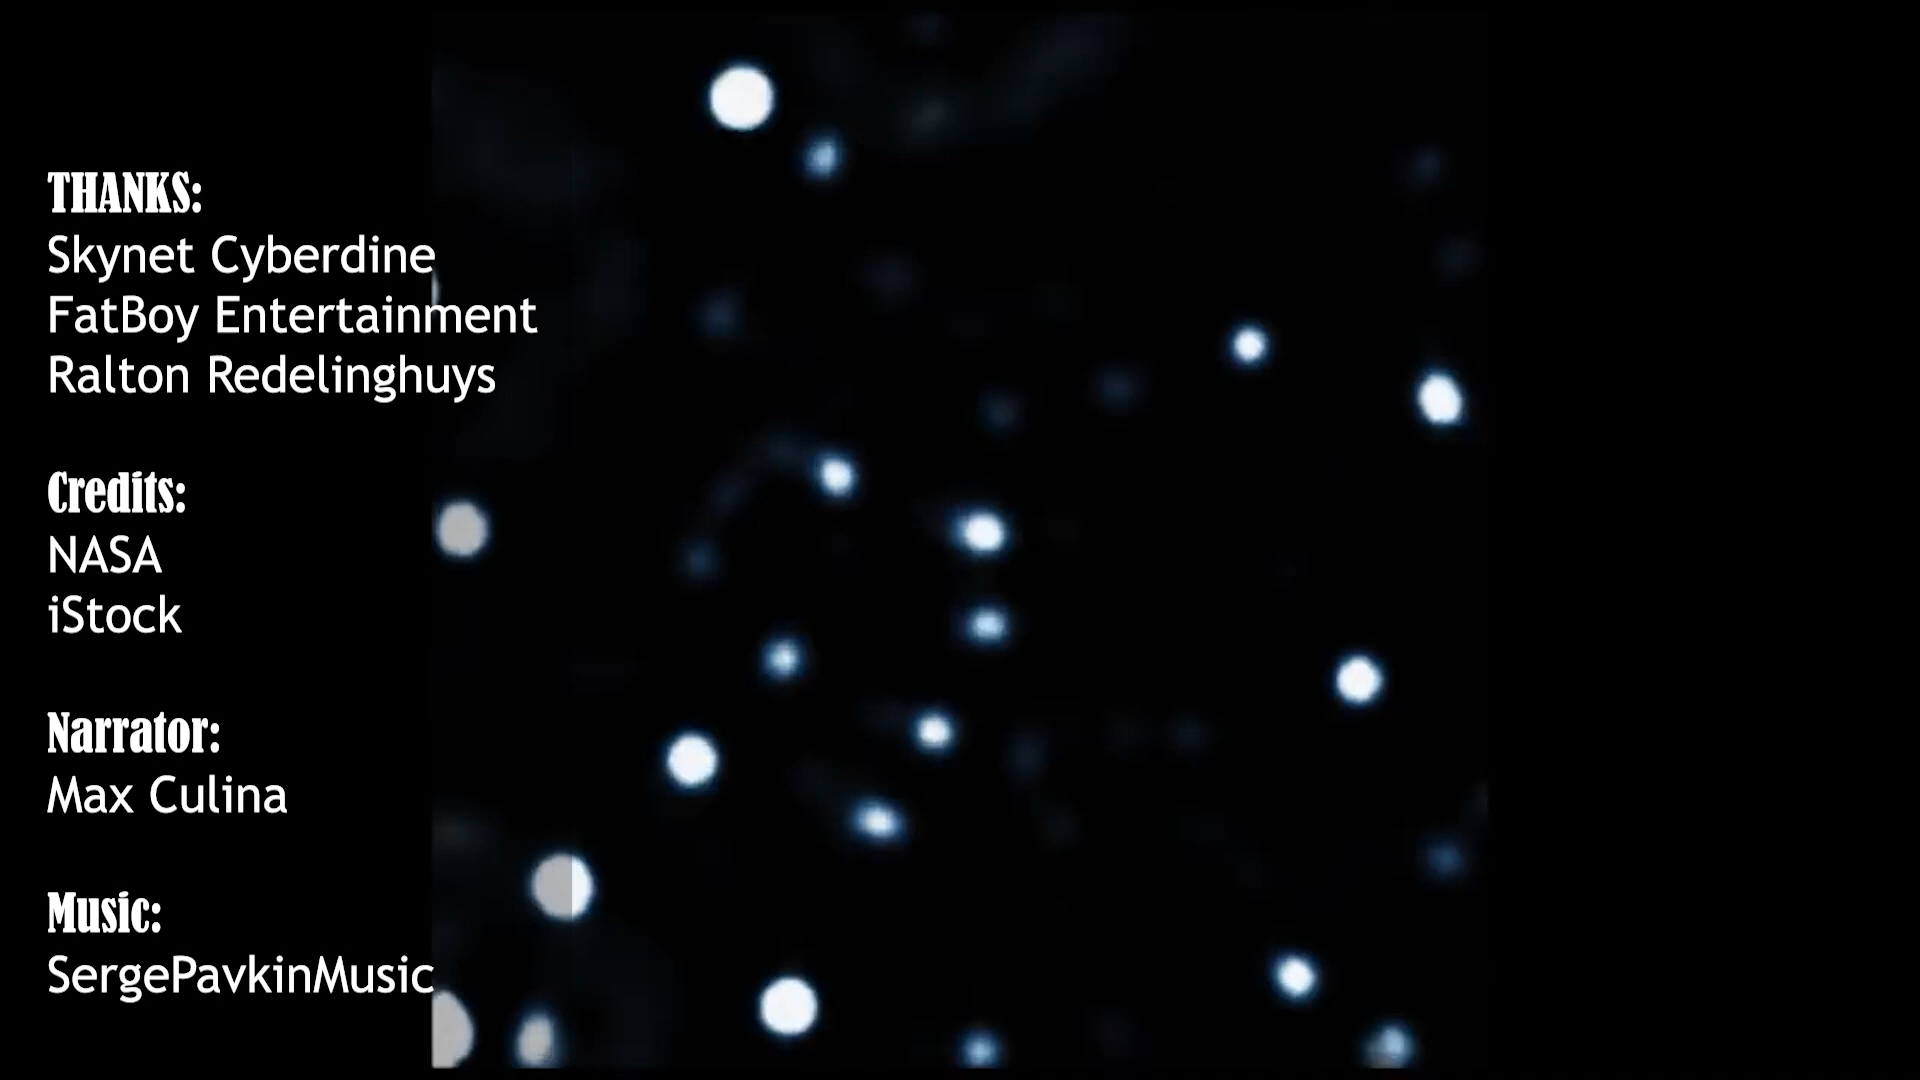 THANKS:
Skynet Cyberdine
FatBoy Entertainment
Ralton Redelinghuys
Credits:
NASA
iStock
Narrator:
Max Culina
Music:
SergePavkinMusic